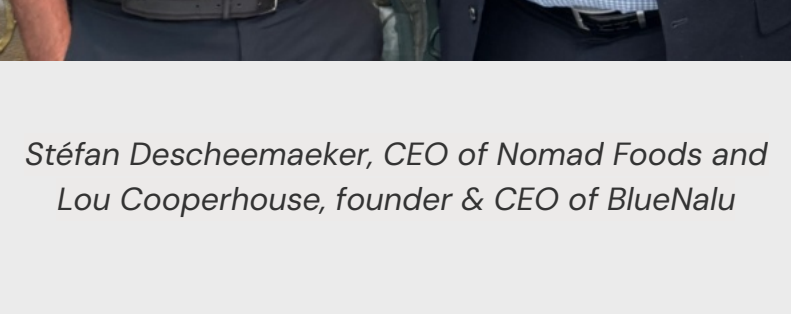 Stéfan Descheemaeker, CEO of Nomad Foods and
Lou Cooperhouse, founder & CEO of BlueNalu